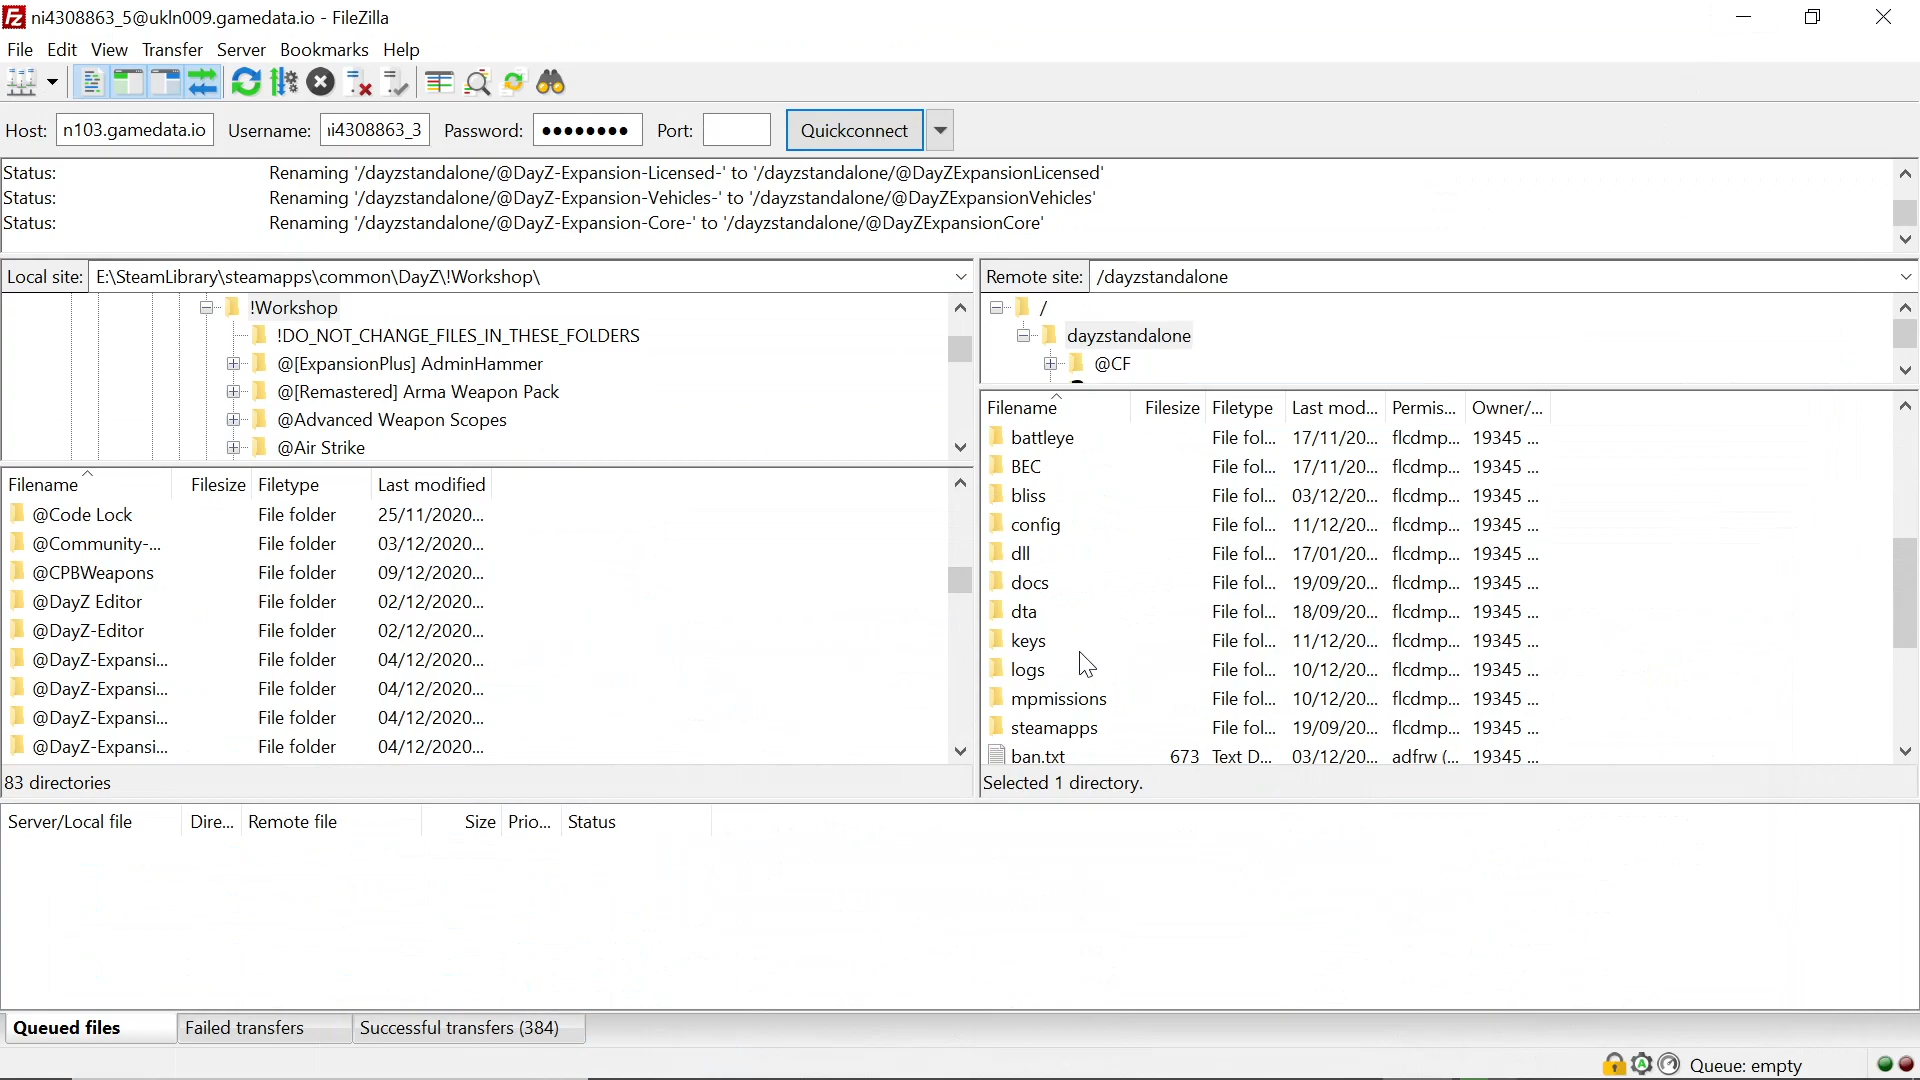 ni4308863_5@ukln009.gamedata.io - FileZilla
File Edit View Transfer Server Bookmarks Help
Host: n103.gamedata.io Username: ni4308863_3 Password: ●●●●●●●● Port: Quickconnect
Status: Renaming '/dayzstandalone/@DayZ-Expansion-Licensed-' to '/dayzstandalone/@DayZExpansionLicensed'
Status: Renaming '/dayzstandalone/@DayZ-Expansion-Vehicles-' to '/dayzstandalone/@DayZExpansionVehicles'
Status: Renaming '/dayzstandalone/@DayZ-Expansion-Core-' to '/dayzstandalone/@DayZExpansionCore'
Local site: E:\SteamLibrary\steamapps\common\DayZ\!Workshop\
!Workshop
!DO_NOT_CHANGE_FILES_IN_THESE_FOLDERS
@[ExpansionPlus] AdminHammer
@[Remastered] Arma Weapon Pack
@Advanced Weapon Scopes
@Air Strike
Filename Filesize Filetype Last modified
@Code Lock File folder 25/11/2020...
@Community-... File folder 03/12/2020...
@CPBWeapons File folder 09/12/2020...
@DayZ Editor File folder 02/12/2020...
@DayZ-Editor File folder 02/12/2020...
@DayZ-Expansi... File folder 04/12/2020...
@DayZ-Expansi... File folder 04/12/2020...
@DayZ-Expansi... File folder 04/12/2020...
@DayZ-Expansi... File folder 04/12/2020...
83 directories
Remote site: /dayzstandalone
/
dayzstandalone
@CF
Filename Filesize Filetype Last mod... Permis... Owner/...
battleye File fol... 17/11/20... flcdmp... 19345 ...
BEC File fol... 17/11/20... flcdmp... 19345 ...
bliss File fol... 03/12/20... flcdmp... 19345 ...
config File fol... 11/12/20... flcdmp... 19345 ...
dll File fol... 17/01/20... flcdmp... 19345 ...
docs File fol... 19/09/20... flcdmp... 19345 ...
dta File fol... 18/09/20... flcdmp... 19345 ...
keys File fol... 11/12/20... flcdmp... 19345 ...
logs File fol... 10/12/20... flcdmp... 19345 ...
mpmissions File fol... 10/12/20... flcdmp... 19345 ...
steamapps File fol... 19/09/20... flcdmp... 19345 ...
ban.txt 673 Text D... 03/12/20... adfrw (... 19345 ...
Selected 1 directory.
Server/Local file Dire... Remote file Size Prio... Status
Queued files Failed transfers Successful transfers (384)
Queue: empty